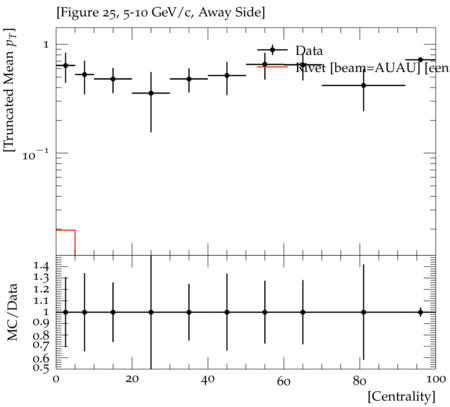 [Figure 25, 5-10 GeV/c, Away Side]
[Truncated Mean p_T]
1
10^{−1}
Data
Rivet [beam=AUAU] [cen
MC/Data
1.4
1.3
1.2
1.1
1
0.9
0.8
0.7
0.6
0.5
0 20 40 60 80 100
[Centrality]